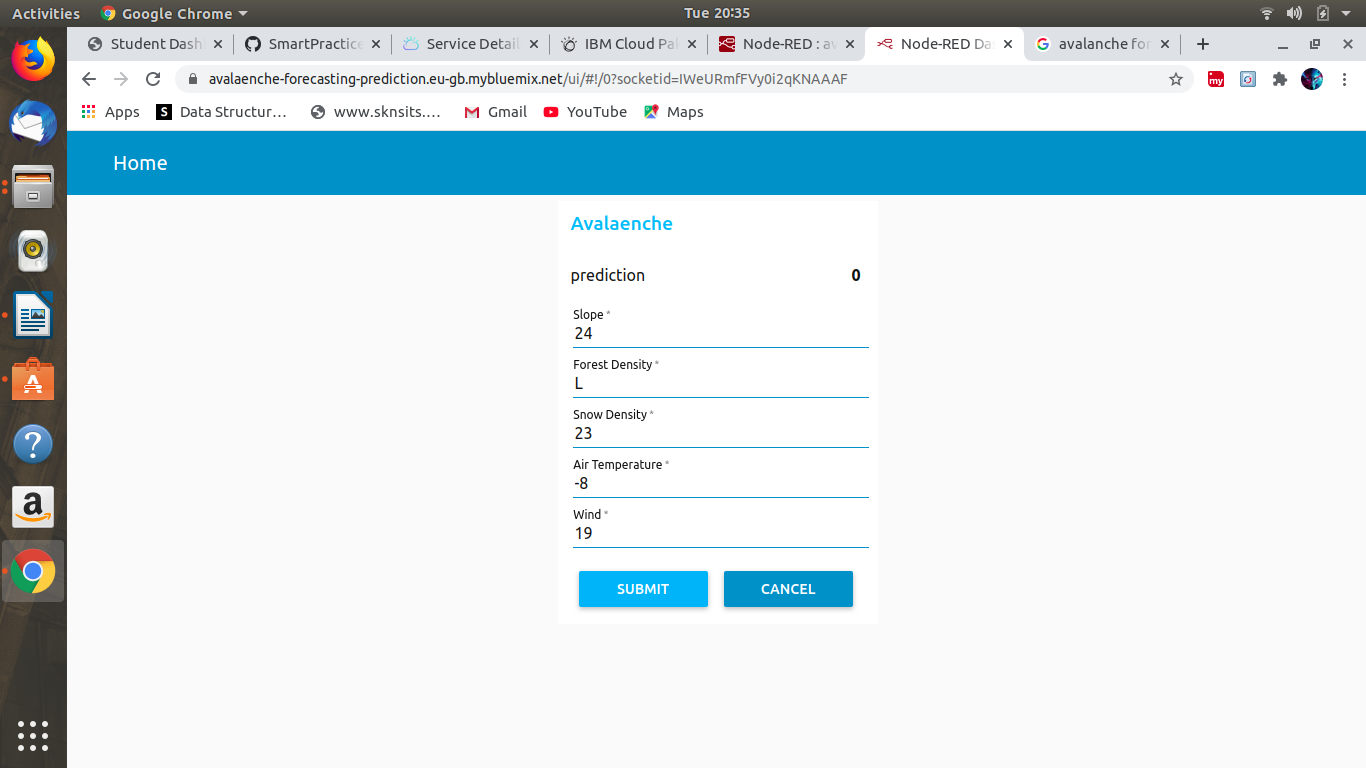 Activities Google Chrome Tue 20:35
Student Dash SmartPractice Service Detail IBM Cloud Pa Node-RED : av Node-RED Da avalanche for
avalaenche-forecasting-prediction.eu-gb.mybluemix.net/ui/#!/0?socketid=IWeURmfFVy0i2qKNAAAF my
Apps S Data Structur... www.sknsits.... Gmail YouTube Maps
Home
Avalaenche
prediction 0
Slope *
24
Forest Density *
L
Snow Density *
23
Air Temperature *
-8
Wind *
19
SUBMIT CANCEL